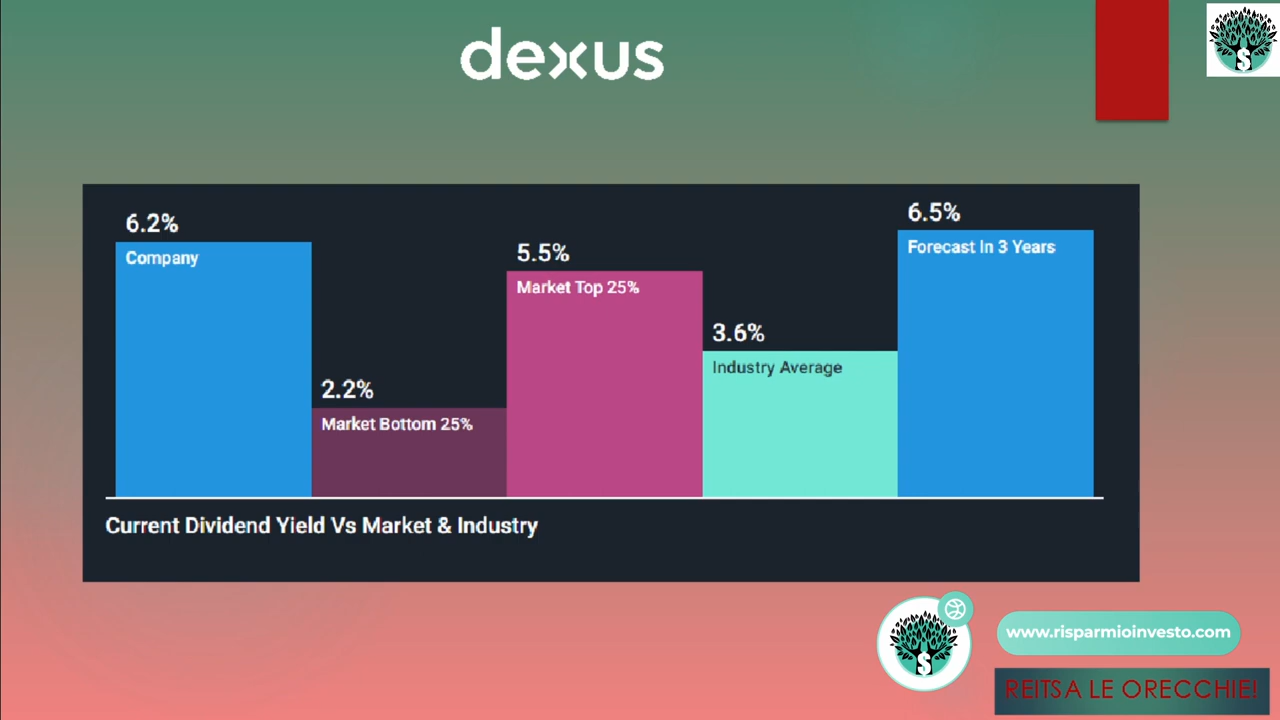 dexus
6.2%
Company
2.2%
Market Bottom 25%
5.5%
Market Top 25%
3.6%
Industry Average
6.5%
Forecast In 3 Years
Current Dividend Yield Vs Market & Industry
$
$
www.risparmioinvesto.com
REITSA LE ORECCHIE!